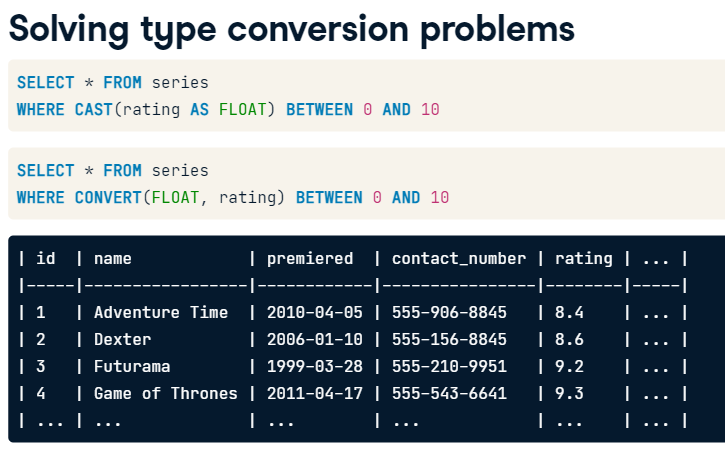 Solving type conversion problems
SELECT * FROM series
WHERE CAST(rating AS FLOAT) BETWEEN 0 AND 10
SELECT * FROM series
WHERE CONVERT(FLOAT, rating) BETWEEN 0 AND 10
| id  | name            | premiered  | contact_number | rating | ... |
|-----|-----------------|------------|----------------|--------|-----|
| 1   | Adventure Time  | 2010-04-05 | 555-906-8845   | 8.4    | ... |
| 2   | Dexter          | 2006-01-10 | 555-156-8845   | 8.6    | ... |
| 3   | Futurama        | 1999-03-28 | 555-210-9951   | 9.2    | ... |
| 4   | Game of Thrones | 2011-04-17 | 555-543-6641   | 9.3    | ... |
| ... | ...             | ...        | ...            | ...    | ... |